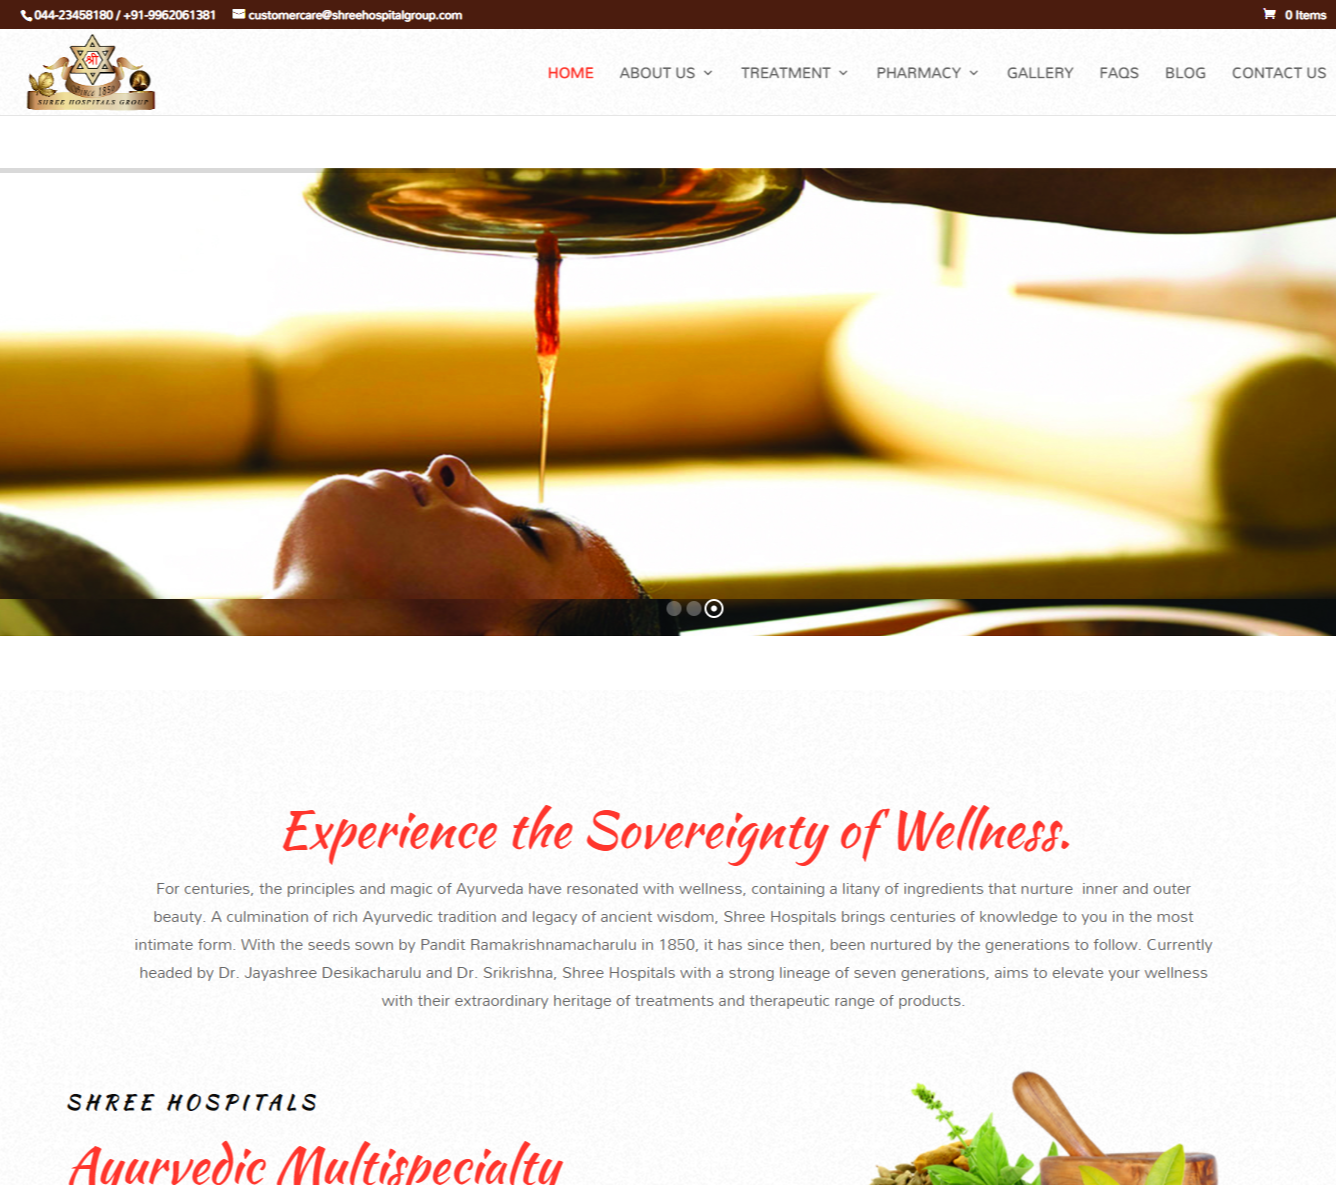 044-23458180 / +91-9962061381 customercare@shreehospitalgroup.com 0 Items
श्री
Since 1850
SHREE HOSPITALS GROUP
HOME ABOUT US TREATMENT PHARMACY GALLERY FAQS BLOG CONTACT US
Experience the Sovereignty of Wellness.
For centuries, the principles and magic of Ayurveda have resonated with wellness, containing a litany of ingredients that nurture inner and outer
beauty. A culmination of rich Ayurvedic tradition and legacy of ancient wisdom, Shree Hospitals brings centuries of knowledge to you in the most
intimate form. With the seeds sown by Pandit Ramakrishnamacharulu in 1850, it has since then, been nurtured by the generations to follow. Currently
headed by Dr. Jayashree Desikacharulu and Dr. Srikrishna, Shree Hospitals with a strong lineage of seven generations, aims to elevate your wellness
with their extraordinary heritage of treatments and therapeutic range of products.
SHREE HOSPITALS
Ayurvedic Multispecialty